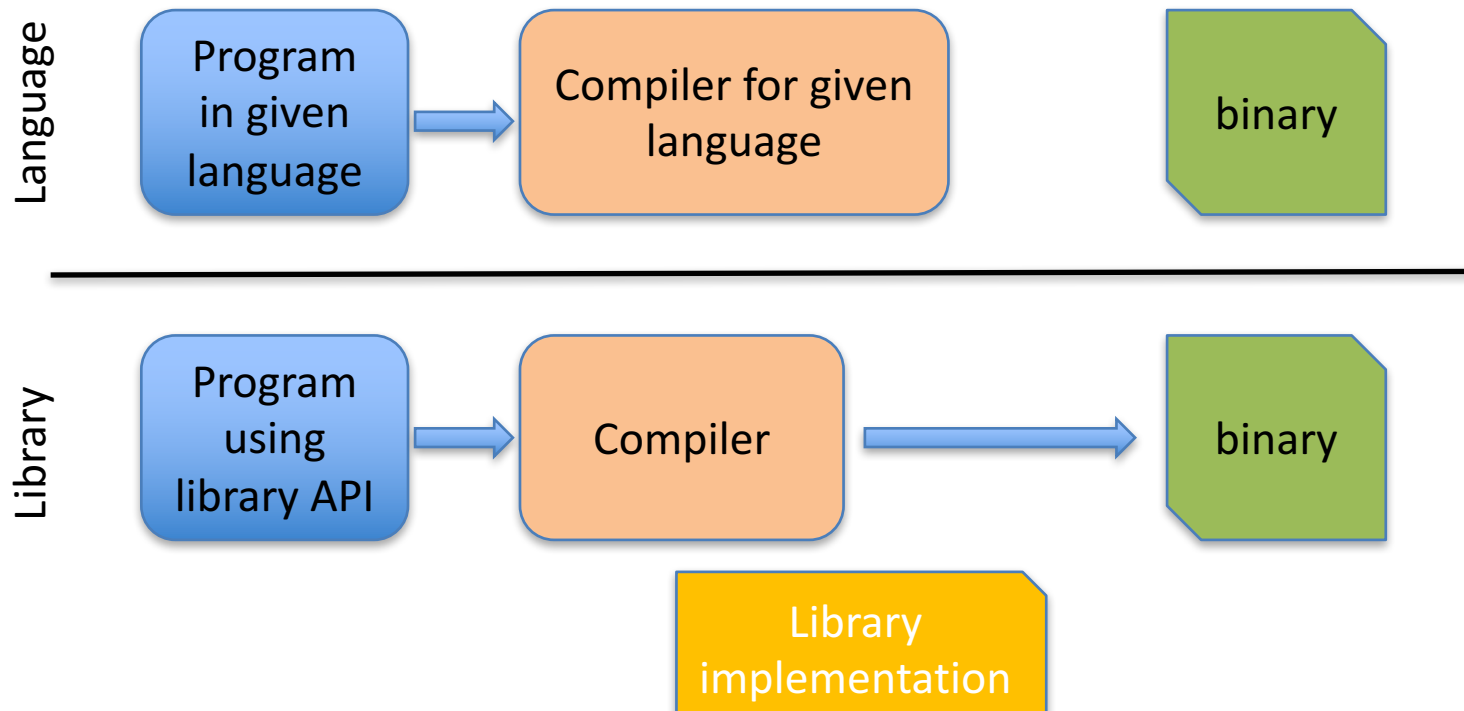 Language
Program
in given
language
Compiler for given
language
binary
Library
Program
using
library API
Compiler
binary
Library
implementation